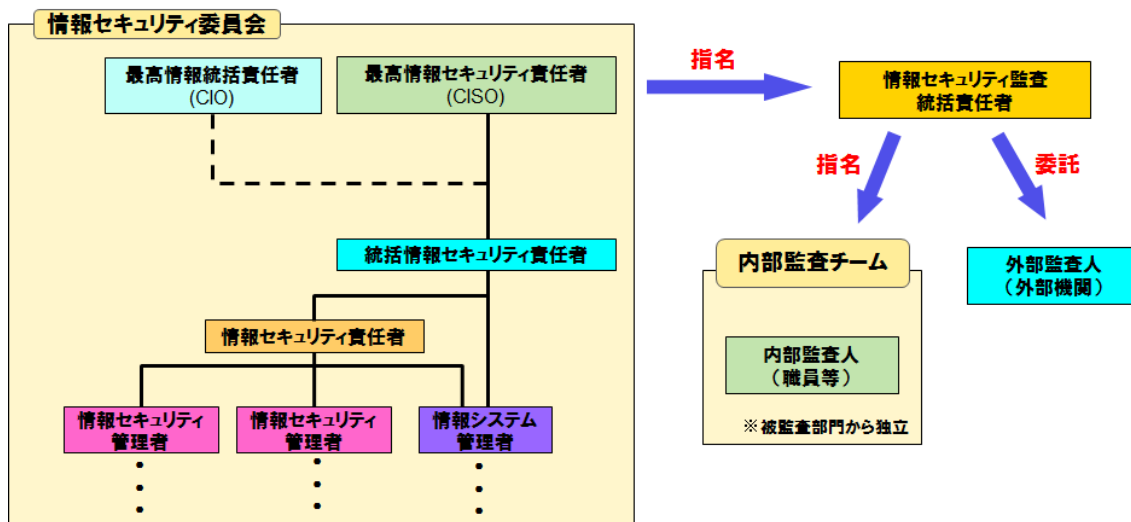 情報セキュリティ委員会
最高情報統括責任者
(CIO)
最高情報セキュリティ責任者
(CISO)
指名
情報セキュリティ監査
統括責任者
指名
委託
統括情報セキュリティ責任者
内部監査チーム
外部監査人
（外部機関）
情報セキュリティ責任者
内部監査人
（職員等）
情報セキュリティ
管理者
情報セキュリティ
管理者
情報システム
管理者
※被監査部門から独立